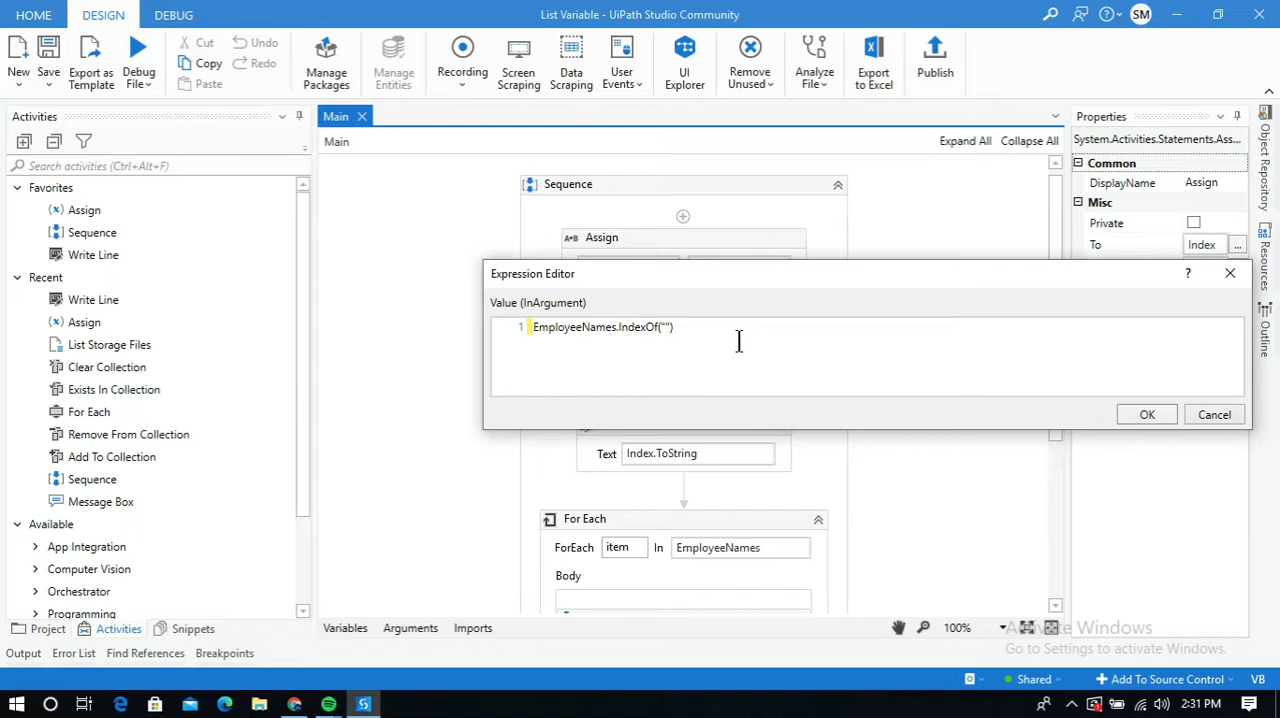 HOME DESIGN DEBUG List Variable - UiPath Studio Community SM
New Save Export as Template Debug File Cut Copy Paste Undo Redo Manage Packages Manage Entities Recording Screen Scraping Data Scraping User Events UI Explorer Remove Unused Analyze File Export to Excel Publish
Activities
Search activities (Ctrl+Alt+F)
Favorites
Assign
Sequence
Write Line
Recent
Write Line
Assign
List Storage Files
Clear Collection
Exists In Collection
For Each
Remove From Collection
Add To Collection
Sequence
Message Box
Available
App Integration
Computer Vision
Orchestrator
Programming
Project Activities Snippets
Main
Main Expand All Collapse All
Sequence
A+B Assign
Expression Editor
Value (InArgument)
1 EmployeeNames.IndexOf("")
OK Cancel
Text Index.ToString
For Each
ForEach item In EmployeeNames
Body
Variables Arguments Imports 100%
Properties
System.Activities.Statements.Ass...
Common
DisplayName Assign
Misc
Private
To Index ...
Object Repository
Resources
Outline
Activate Windows
Go to Settings to activate Windows.
Output Error List Find References Breakpoints
Shared Add To Source Control VB
2:31 PM